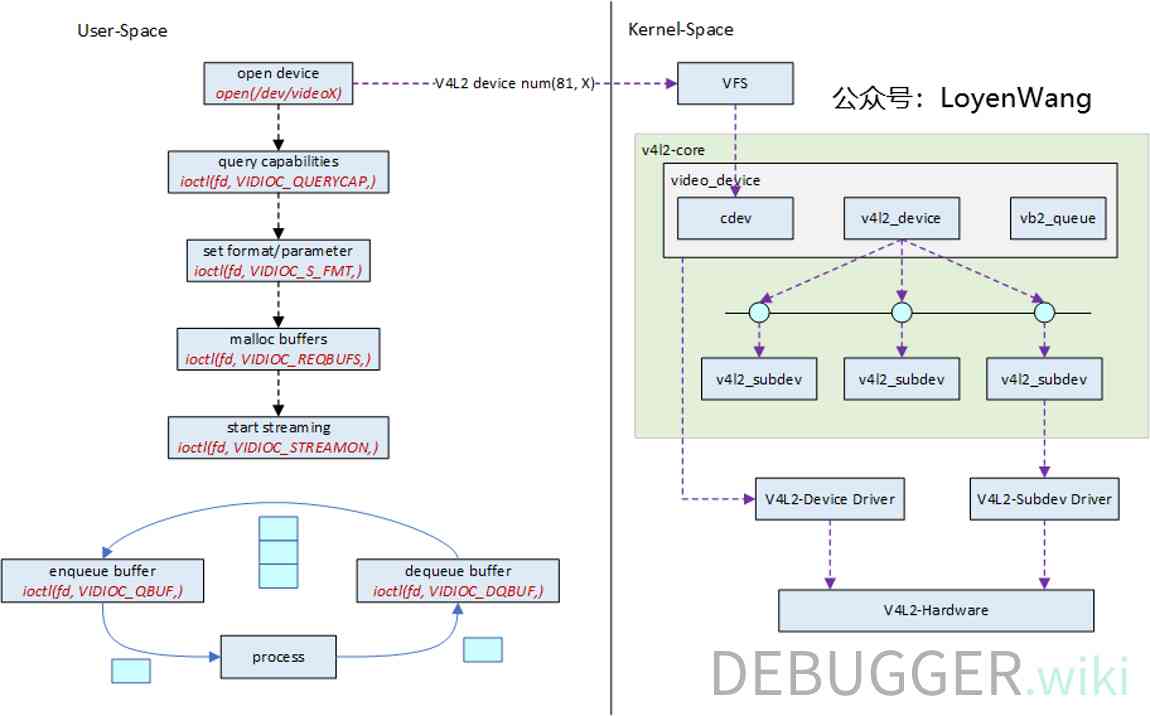 User-Space
Kernel-Space
open device
open(/dev/videoX)
V4L2 device num(81, X)
VFS
公众号：LoyenWang
query capabilities
ioctl(fd, VIDIOC_QUERYCAP,)
v4l2-core
video_device
cdev
v4l2_device
vb2_queue
set format/parameter
ioctl(fd, VIDIOC_S_FMT,)
malloc buffers
ioctl(fd, VIDIOC_REQBUFS,)
v4l2_subdev
v4l2_subdev
v4l2_subdev
start streaming
ioctl(fd, VIDIOC_STREAMON,)
V4L2-Device Driver
V4L2-Subdev Driver
enqueue buffer
ioctl(fd, VIDIOC_QBUF,)
dequeue buffer
ioctl(fd, VIDIOC_DQBUF,)
V4L2-Hardware
process
DEBUGGER.wiki